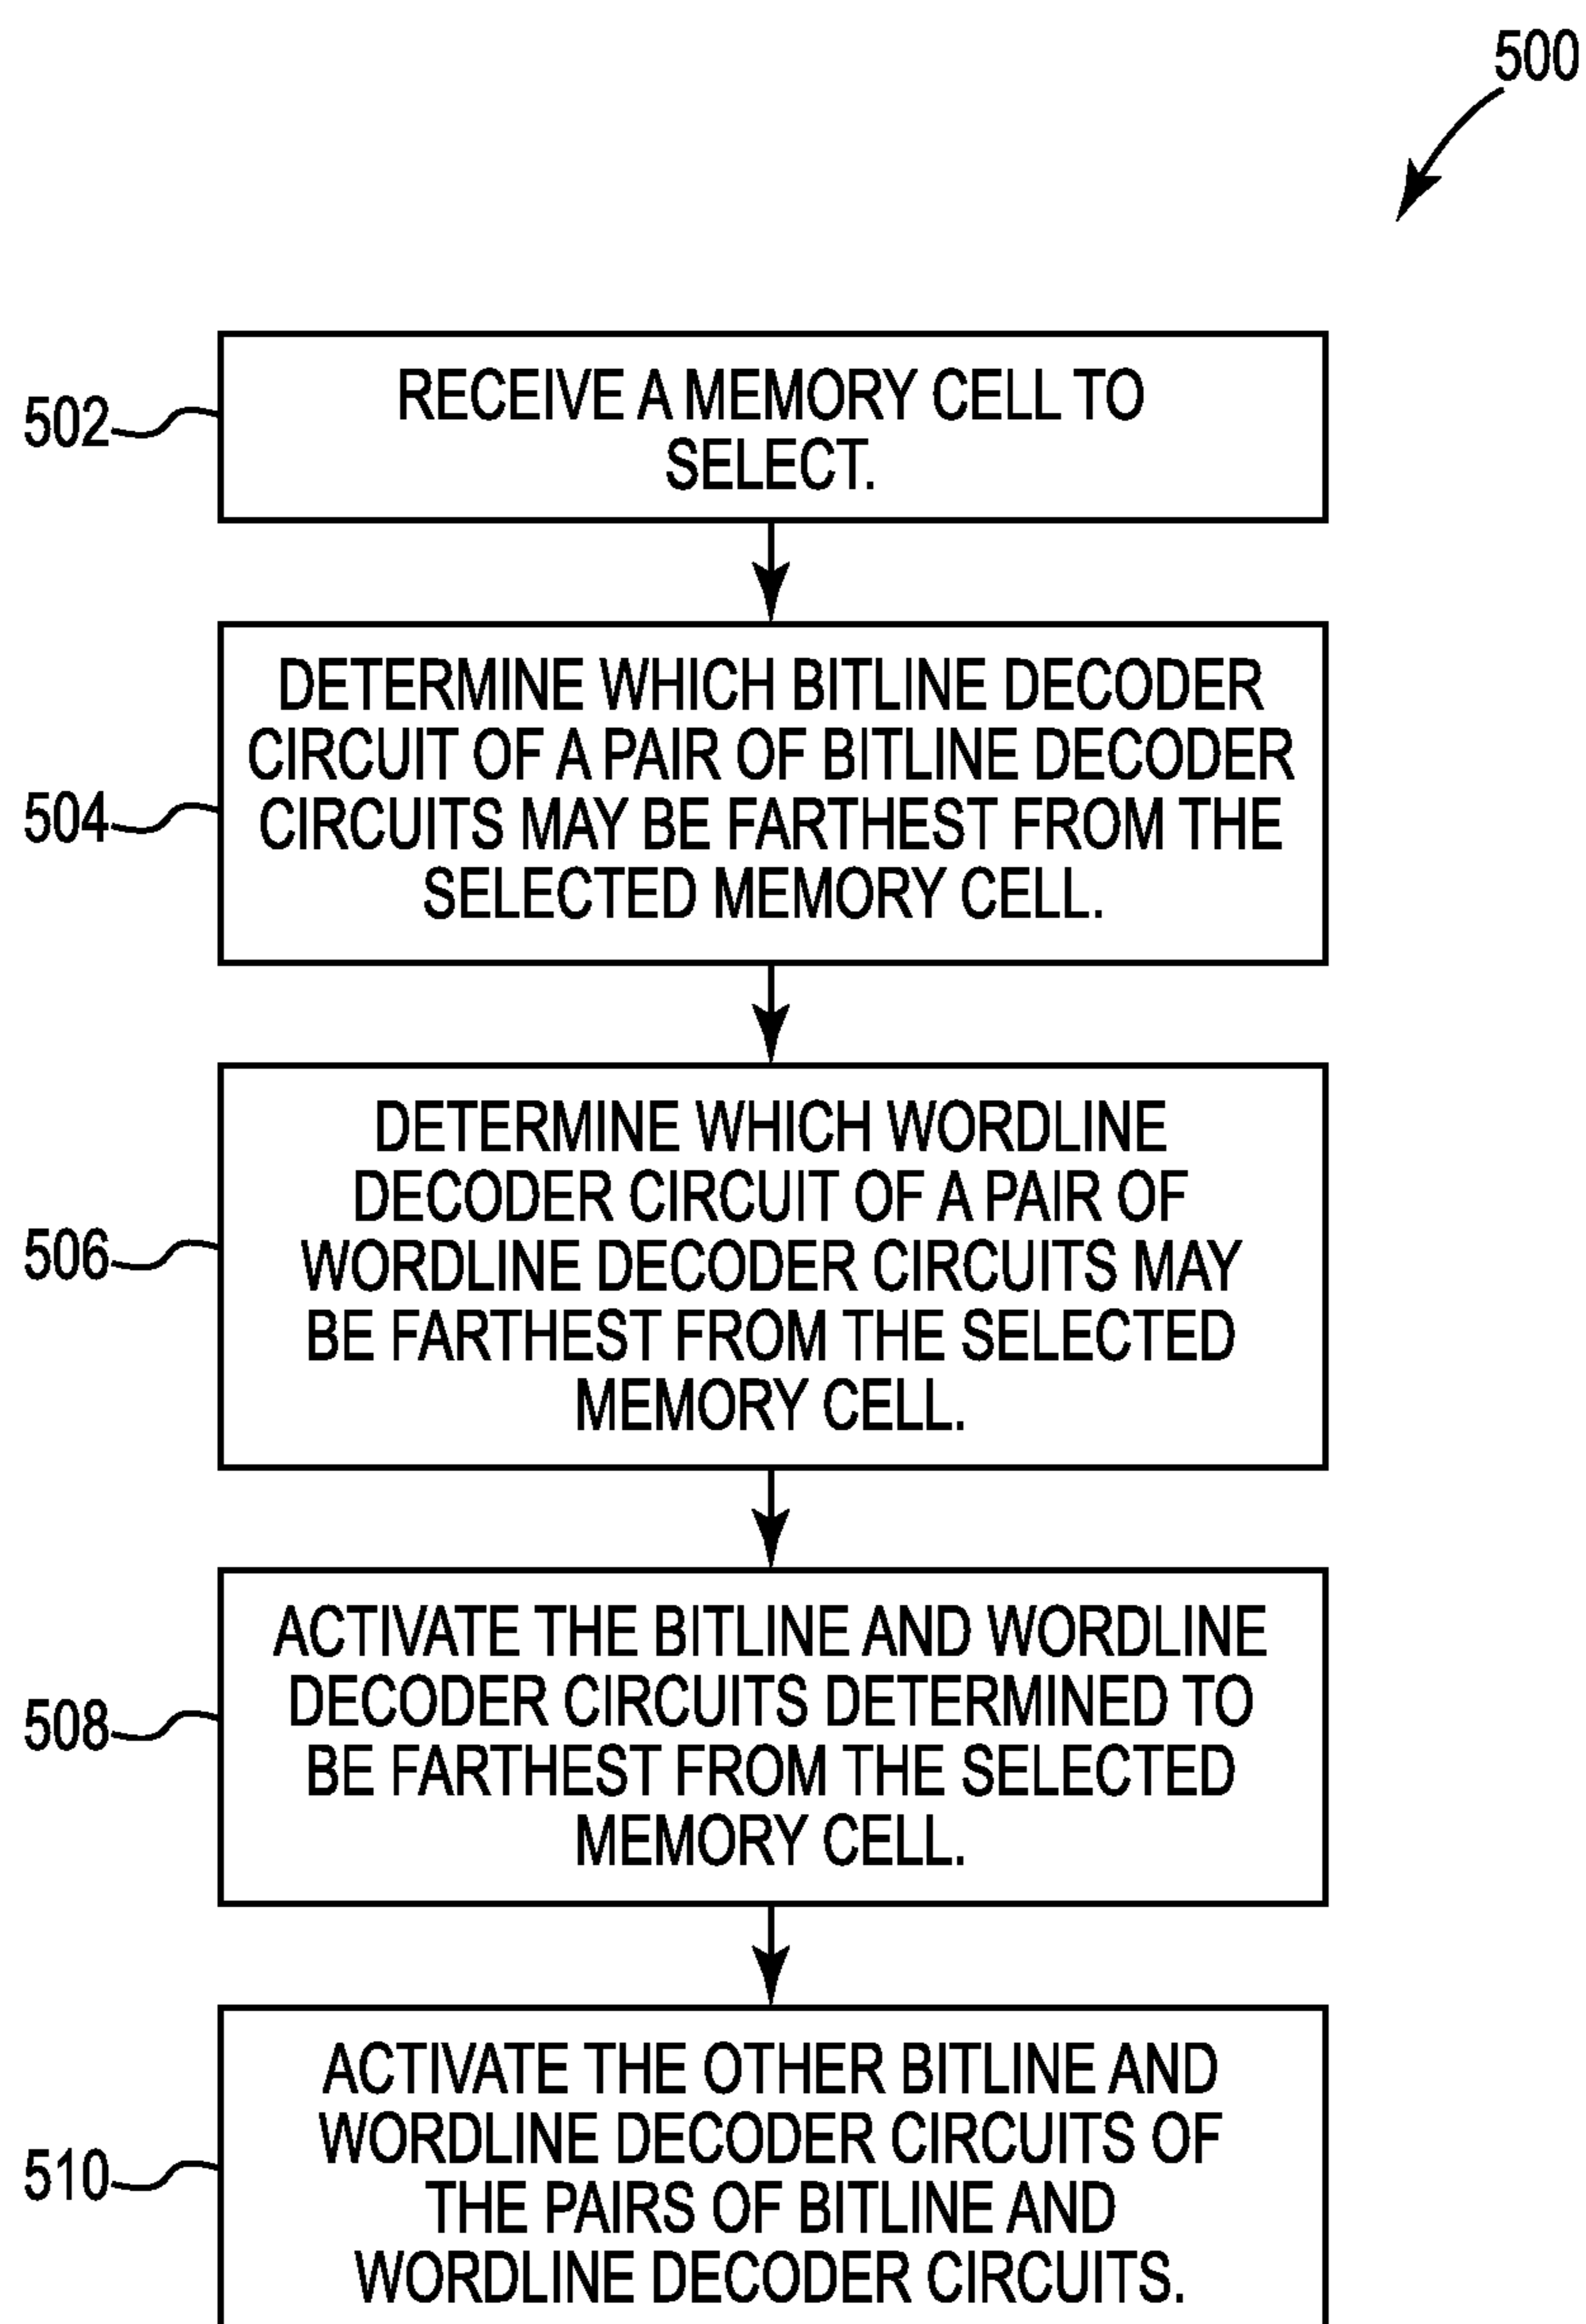 500
502
RECEIVE A MEMORY CELL TO
SELECT.
504
DETERMINE WHICH BITLINE DECODER
CIRCUIT OF A PAIR OF BITLINE DECODER
CIRCUITS MAY BE FARTHEST FROM THE
SELECTED MEMORY CELL.
506
DETERMINE WHICH WORDLINE
DECODER CIRCUIT OF A PAIR OF
WORDLINE DECODER CIRCUITS MAY
BE FARTHEST FROM THE SELECTED
MEMORY CELL.
508
ACTIVATE THE BITLINE AND WORDLINE
DECODER CIRCUITS DETERMINED TO
BE FARTHEST FROM THE SELECTED
MEMORY CELL.
510
ACTIVATE THE OTHER BITLINE AND
WORDLINE DECODER CIRCUITS OF
THE PAIRS OF BITLINE AND
WORDLINE DECODER CIRCUITS.